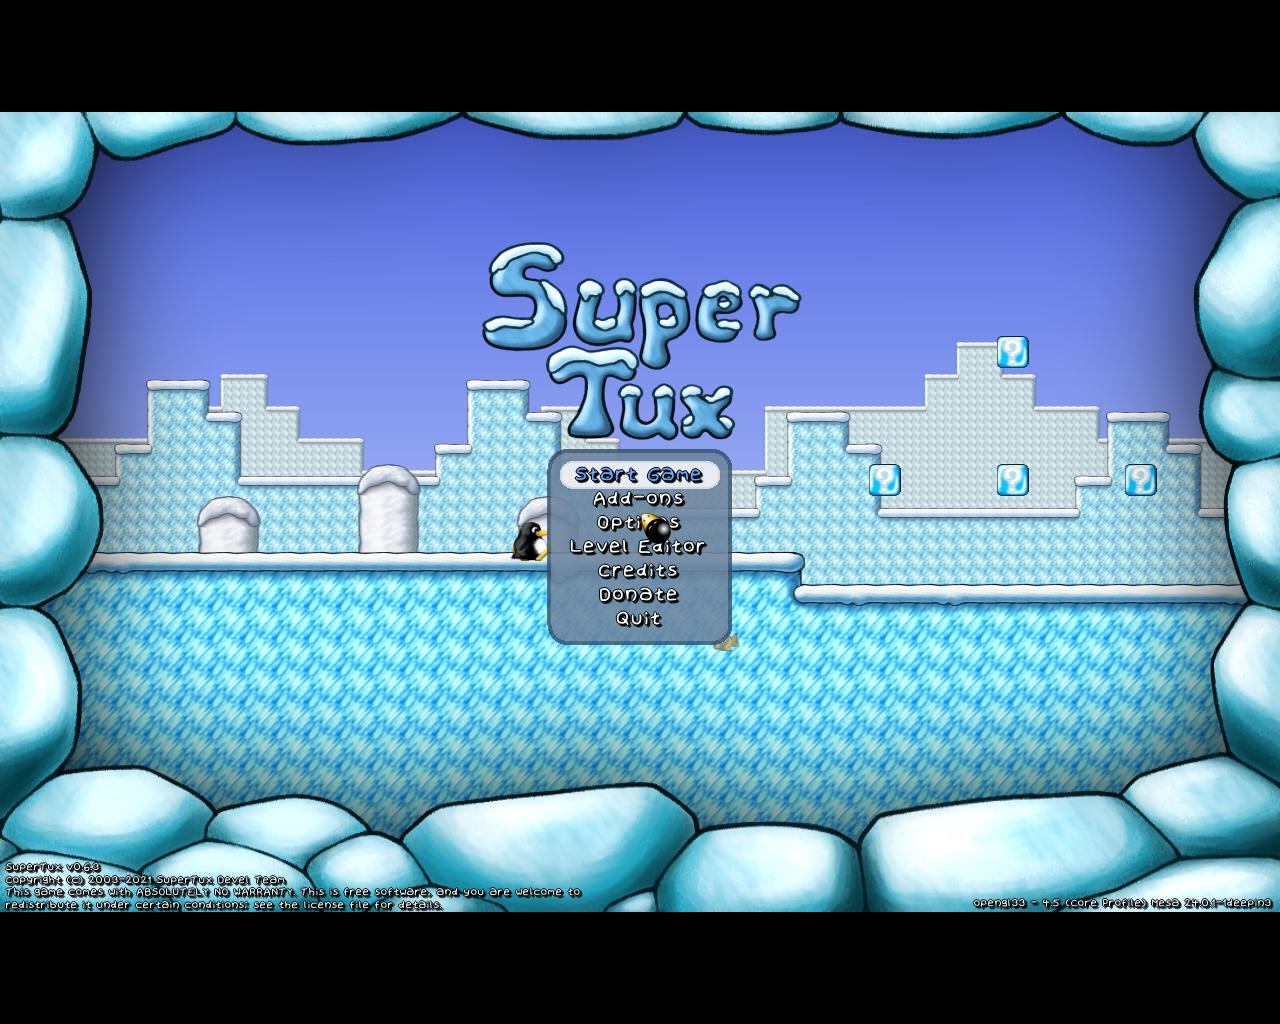 Super
Tux
Start Game
Add-ons
Opti s
Level Editor
Credits
Donate
Quit
SuperTux v0.6.3
Copyright (c) 2003-2021 SuperTux Devel Team
This game comes with ABSOLUTELY NO WARRANTY. This is free software, and you are welcome to
redistribute it under certain conditions; see the license file for details.
opengl33 - 4.5 (Core Profile) Mesa 24.0.1-1deepin3